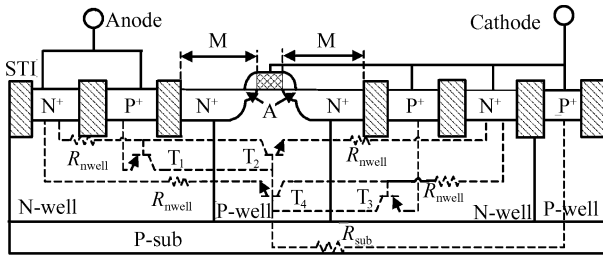 Anode
Cathode
M
M
STI
N+
P+
N+
A
N+
P+
N+
P+
Rnwell
T1
T2
Rnwell
Rnwell
T4
T3
Rnwell
N-well
P-well
N-well
P-well
P-sub
Rsub